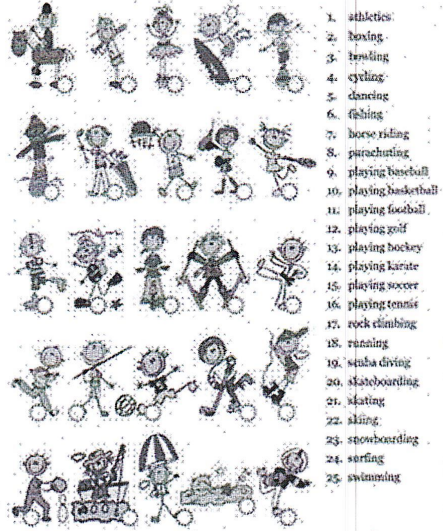 1. athletics
2. boxing
3. bowling
4. cycling
5. dancing
6. fishing
7. horse riding
8. parachuting
9. playing baseball
10. playing basketball
11. playing football
12. playing golf
13. playing hockey
14. playing karate
15. playing soccer
16. playing tennis
17. rock climbing
18. running
19. scuba diving
20. skateboarding
21. skating
22. skiing
23. snowboarding
24. surfing
25. swimming